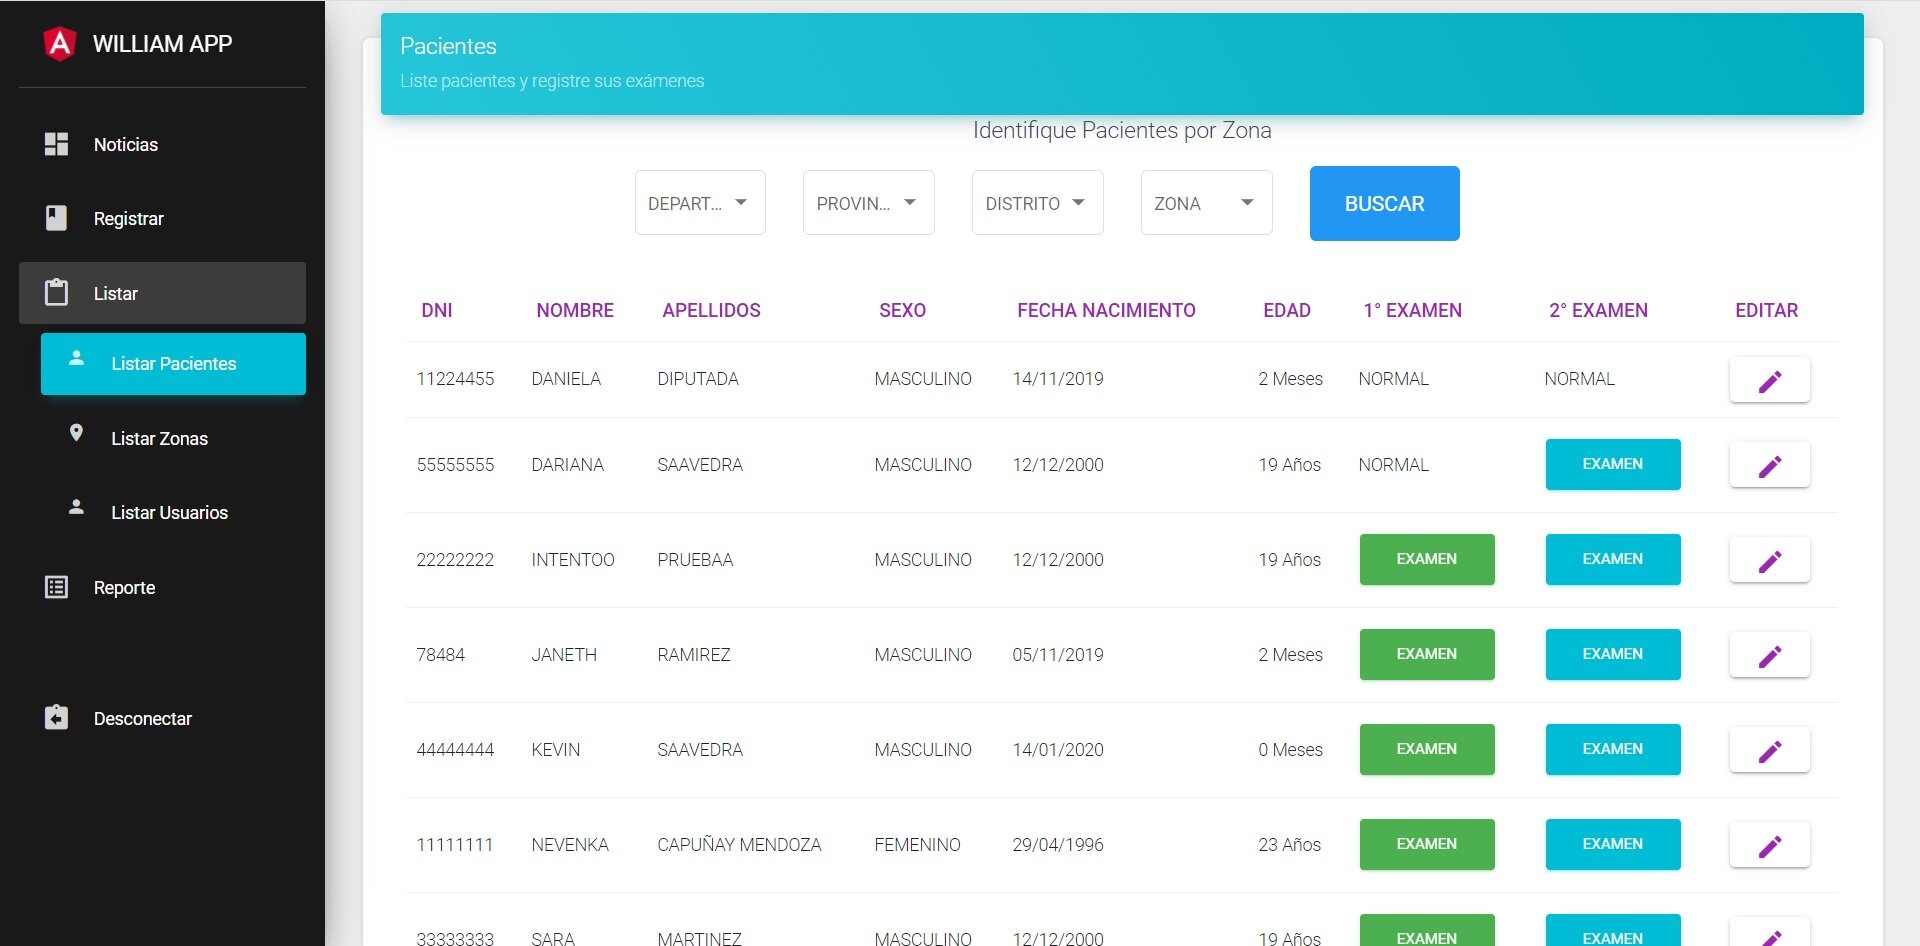 WILLIAM APP
Noticias
Registrar
Listar
Listar Pacientes
Listar Zonas
Listar Usuarios
Reporte
Desconectar
Pacientes
Liste pacientes y registre sus exámenes
Identifique Pacientes por Zona
DEPART... PROVIN... DISTRITO ZONA BUSCAR
DNI NOMBRE APELLIDOS SEXO FECHA NACIMIENTO EDAD 1° EXAMEN 2° EXAMEN EDITAR
11224455 DANIELA DIPUTADA MASCULINO 14/11/2019 2 Meses NORMAL NORMAL
55555555 DARIANA SAAVEDRA MASCULINO 12/12/2000 19 Años NORMAL EXAMEN
22222222 INTENTOO PRUEBAA MASCULINO 12/12/2000 19 Años EXAMEN EXAMEN
78484 JANETH RAMIREZ MASCULINO 05/11/2019 2 Meses EXAMEN EXAMEN
44444444 KEVIN SAAVEDRA MASCULINO 14/01/2020 0 Meses EXAMEN EXAMEN
11111111 NEVENKA CAPUÑAY MENDOZA FEMENINO 29/04/1996 23 Años EXAMEN EXAMEN
33333333 SARA MARTINEZ MASCULINO 12/12/2000 19 Años EXAMEN EXAMEN